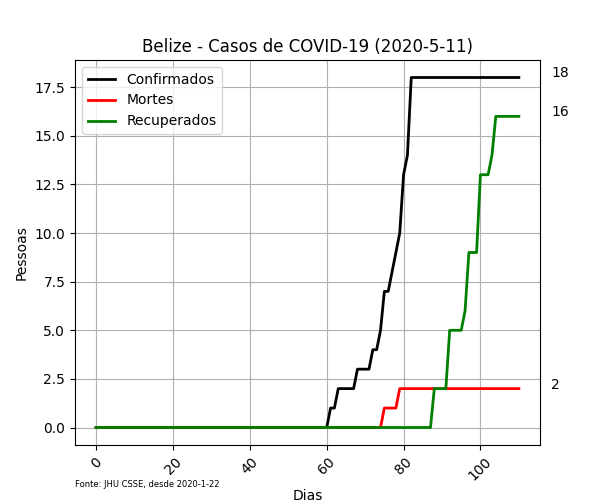 Belize - Casos de COVID-19 (2020-5-11)
Confirmados
Mortes
Recuperados
18
16
2
17.5
15.0
12.5
10.0
7.5
5.0
2.5
0.0
Pessoas
0 20 40 60 80 100
Fonte: JHU CSSE, desde 2020-1-22
Dias